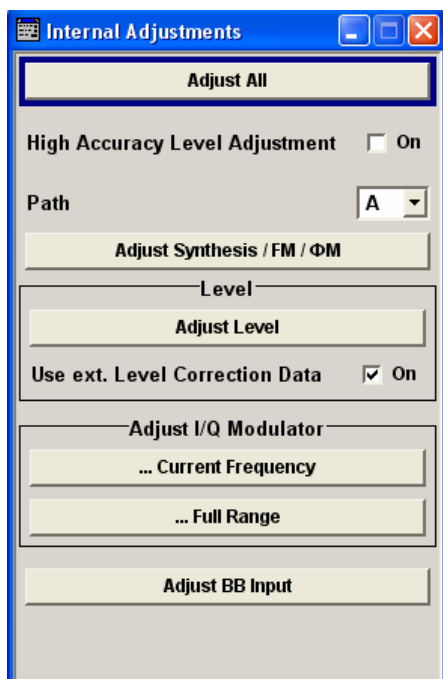 Internal Adjustments
Adjust All
High Accuracy Level Adjustment On
Path A
Adjust Synthesis / FM / ΦM
Level
Adjust Level
Use ext. Level Correction Data On
Adjust I/Q Modulator
... Current Frequency
... Full Range
Adjust BB Input